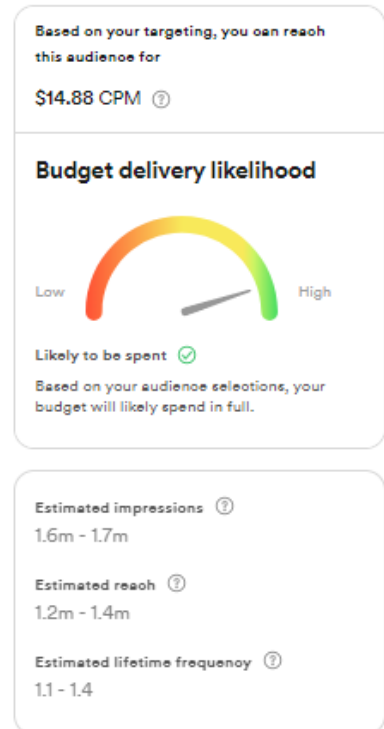 Based on your targeting, you can reach
this audience for
$14.88 CPM ?
Budget delivery likelihood
Low
High
Likely to be spent
Based on your audience selections, your
budget will likely spend in full.
Estimated impressions ?
1.6m - 1.7m
Estimated reach ?
1.2m - 1.4m
Estimated lifetime frequency ?
1.1 - 1.4